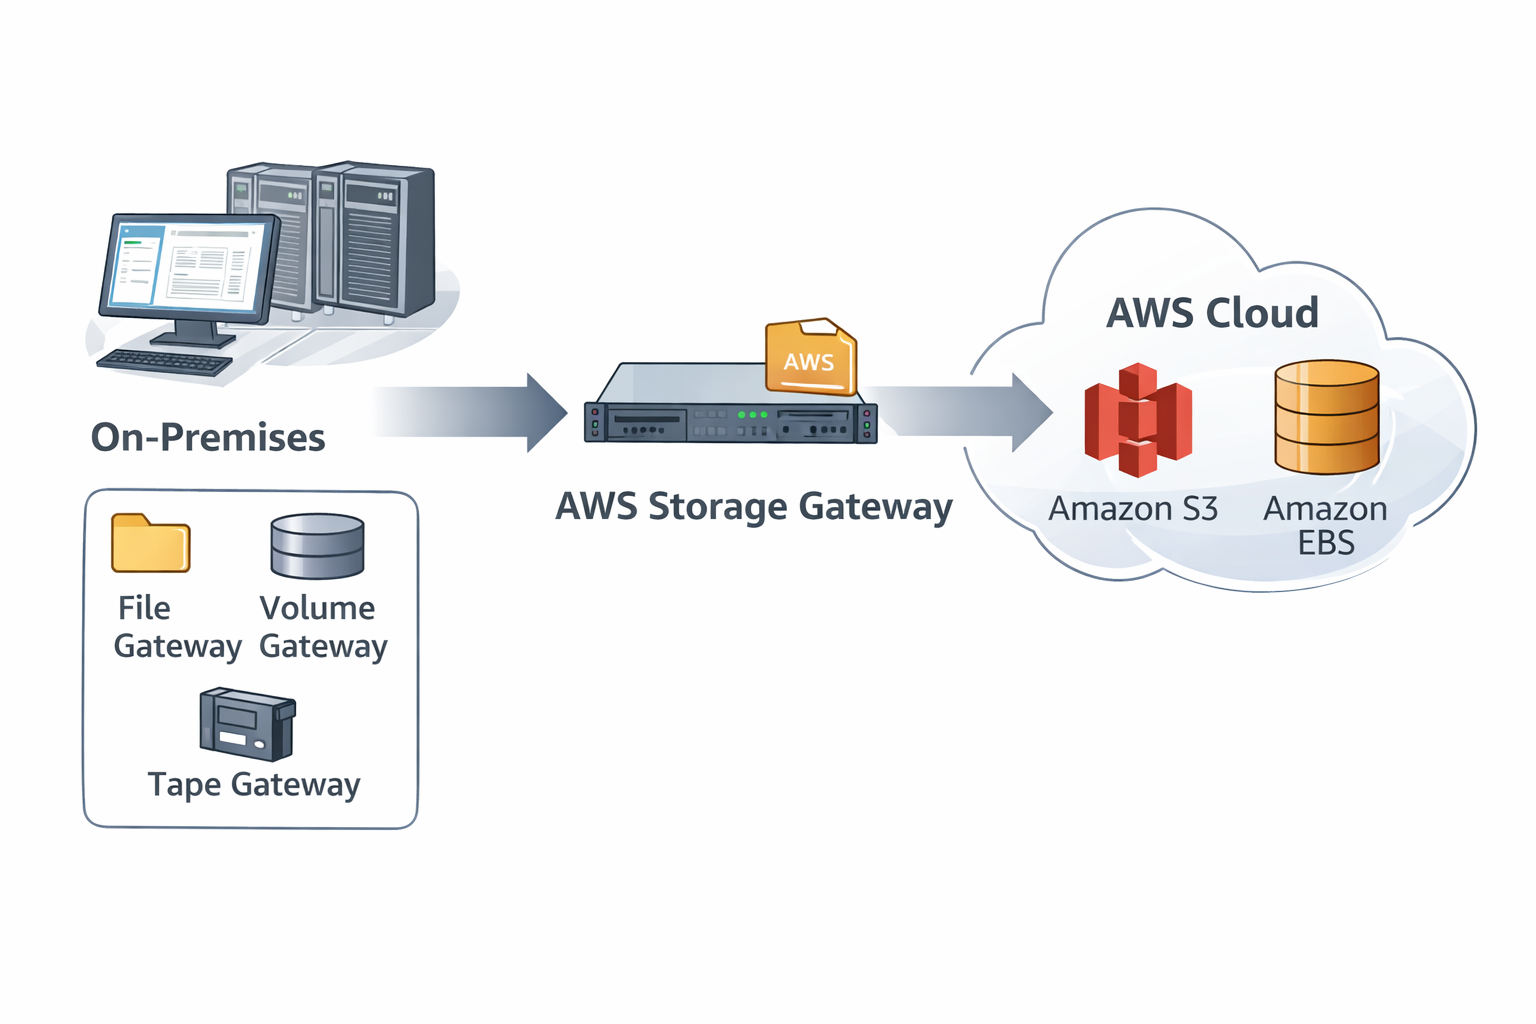 On-Premises
File
Gateway
Volume
Gateway
Tape Gateway
AWS
AWS Storage Gateway
AWS Cloud
Amazon S3
Amazon
EBS